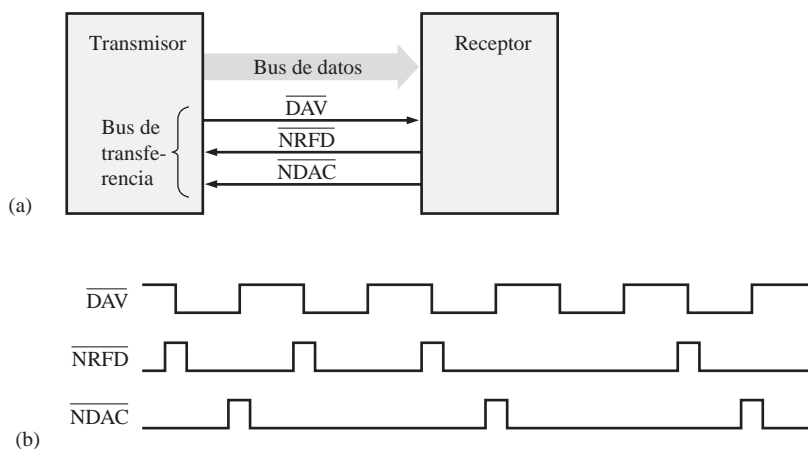 Transmisor
Receptor
Bus de datos
Bus de
transfe-
rencia
DAV
NRFD
NDAC
(a)
DAV
NRFD
NDAC
(b)